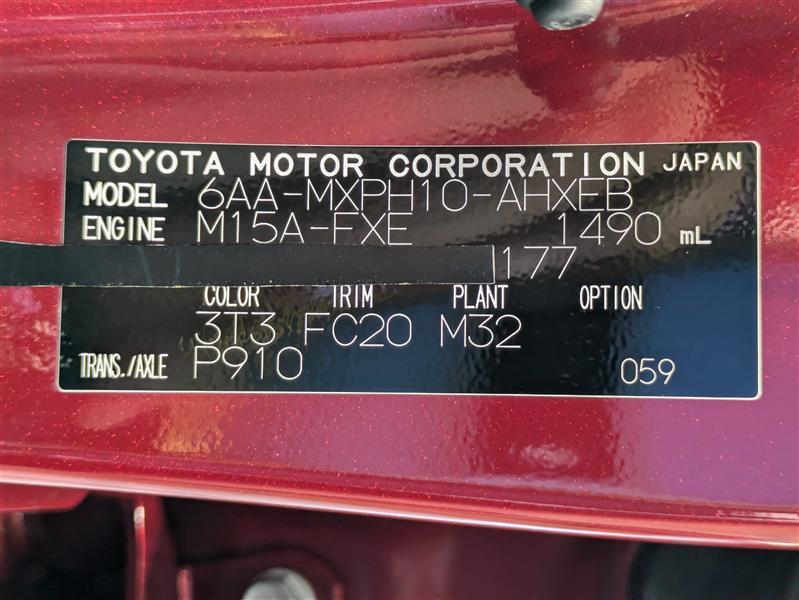 TOYOTA MOTOR CORPORATION JAPAN
MODEL 6AA-MXPH10-AHXEB
ENGINE M15A-FXE 1490 mL
177
COLOR TRIM PLANT OPTION
3T3 FC20 M32
TRANS./AXLE P910 059